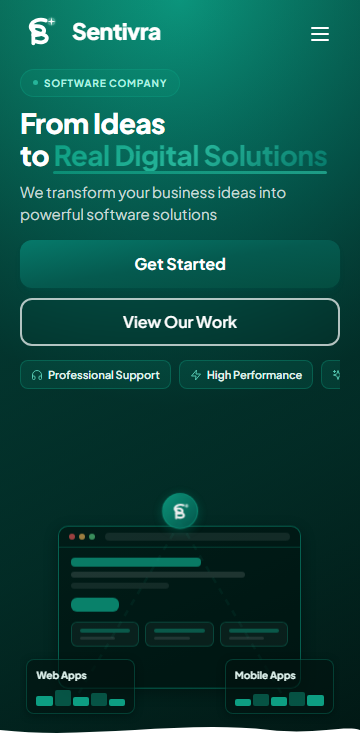 Sentivra
SOFTWARE COMPANY
From Ideas
to Real Digital Solutions
We transform your business ideas into
powerful software solutions
Get Started
View Our Work
Professional Support
High Performance
Web Apps
Mobile Apps